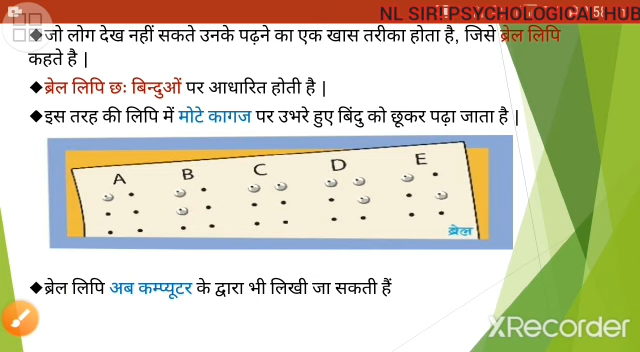 NL SIR PSYCHOLOGICAL HUB
◆जो लोग देख नहीं सकते उनके पढ़ने का एक खास तरीका होता है, जिसे ब्रेल लिपि
कहते है |
◆ब्रेल लिपि छः बिन्दुओं पर आधारित होती है |
◆इस तरह की लिपि में मोटे कागज पर उभरे हुए बिंदु को छूकर पढ़ा जाता है |
A B C D E
ब्रेल
◆ब्रेल लिपि अब कम्प्यूटर के द्वारा भी लिखी जा सकती हैं
XRecorder